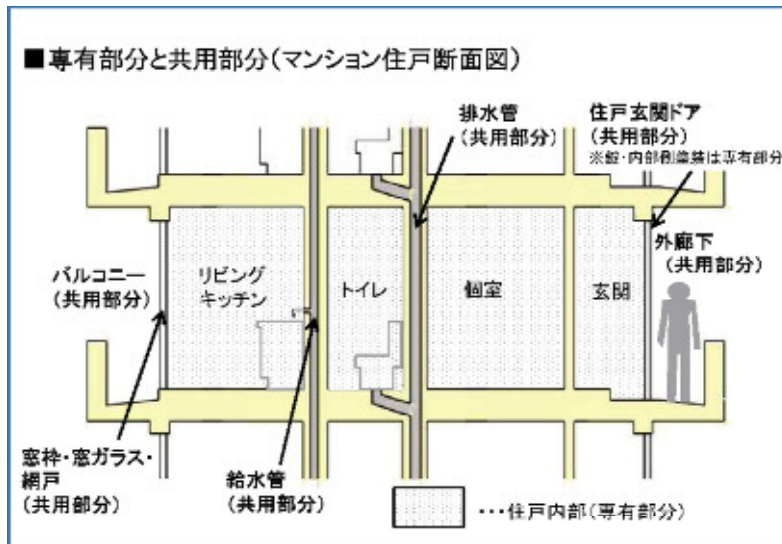 ■専有部分と共用部分(マンション住戸断面図)
排水管
(共用部分)
住戸玄関ドア
(共用部分)
※錠・内部側塗装は専有部分
外廊下
(共用部分)
バルコニー
(共用部分)
リビング
キッチン
トイレ
個室
玄関
窓枠・窓ガラス・
網戸
(共用部分)
給水管
(共用部分)
・・・住戸内部(専有部分)